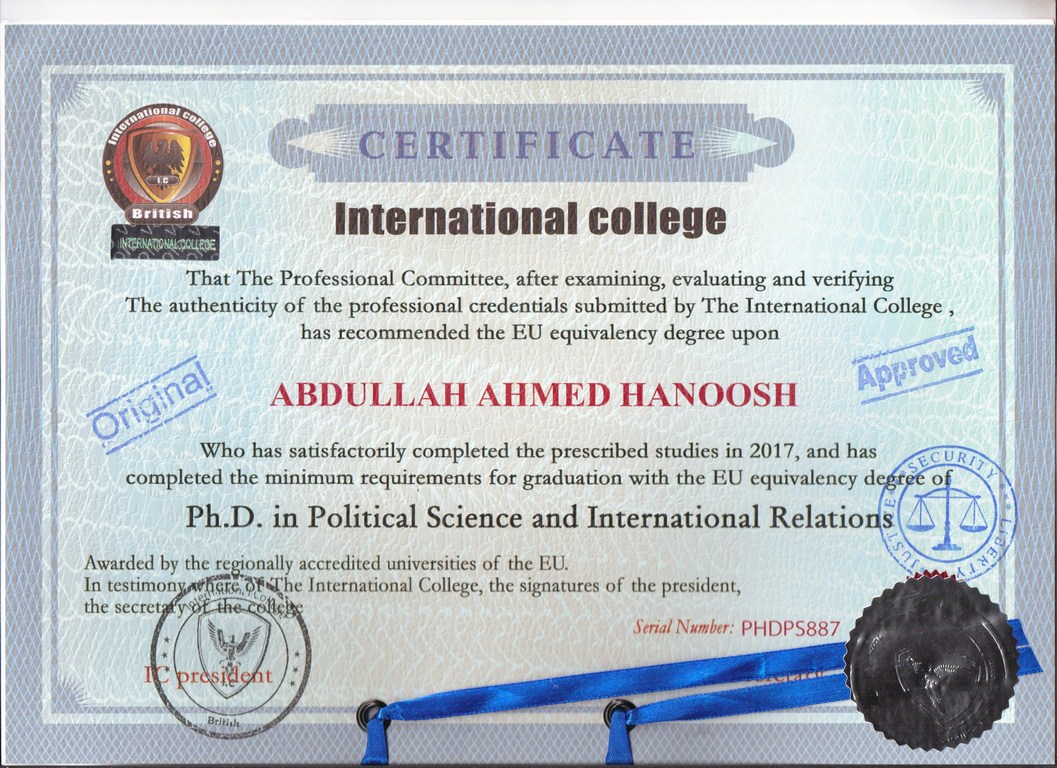 International college
I.C
British
INTERNATIONAL COLLEGE
CERTIFICATE
International college
That The Professional Committee, after examining, evaluating and verifying
The authenticity of the professional credentials submitted by The International College ,
has recommended the EU equivalency degree upon
Original
Approved
ABDULLAH AHMED HANOOSH
Who has satisfactorily completed the prescribed studies in 2017, and has
completed the minimum requirements for graduation with the EU equivalency degree of
SECURITY
LIBERTY
Ph.D. in Political Science and International Relations
Awarded by the regionally accredited universities of the EU.
In testimony where of The International College, the signatures of the president,
the secretary of the college
Serial Number: PHDPS887
IC president
British